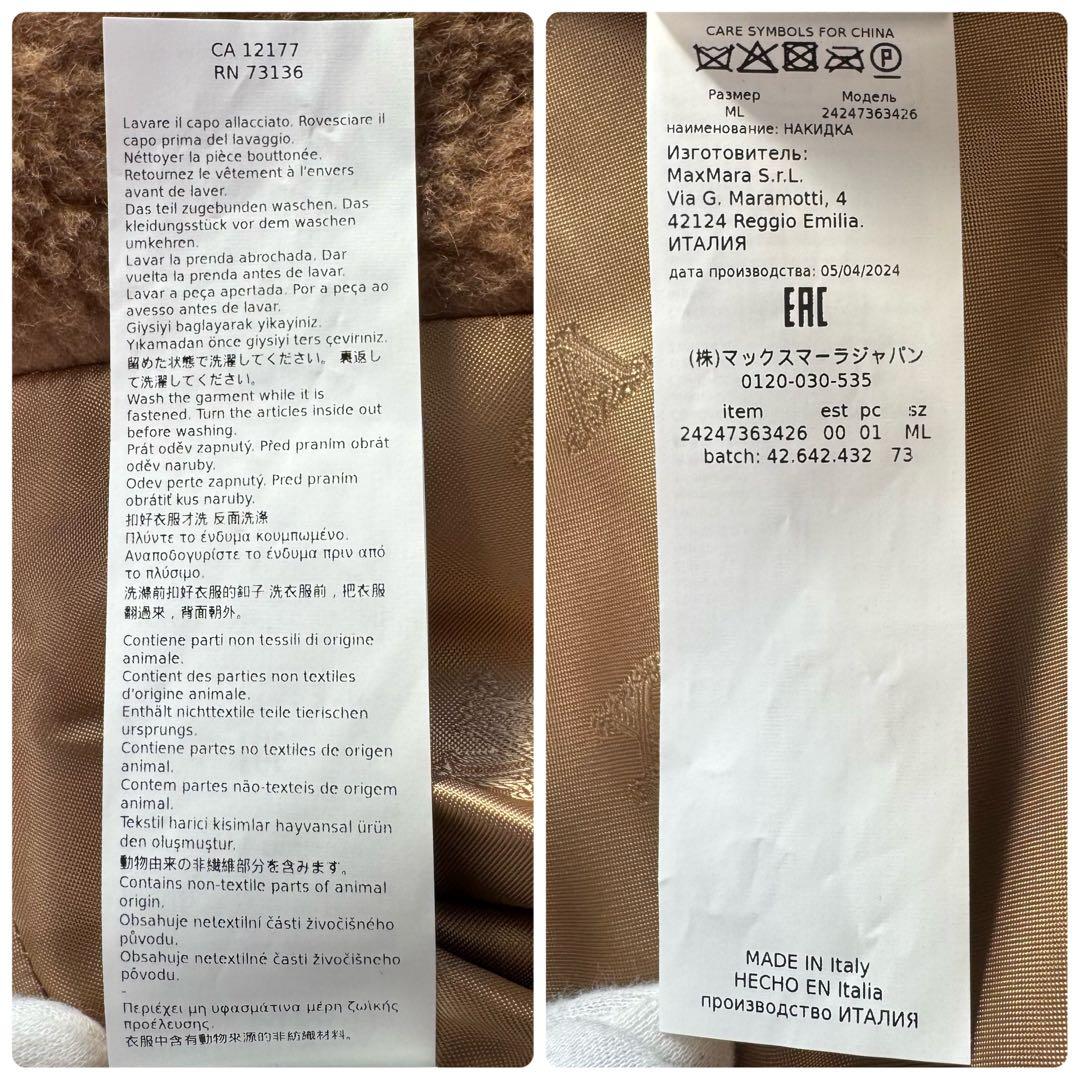 CA 12177
RN 73136
Lavare il capo allacciato. Rovesciare il
capo prima del lavaggio.
Néttoyer la pièce bouttonée.
Retournez le vêtement à l'envers
avant de laver.
Das teil zugebunden waschen. Das
kleidungsstück vor dem waschen
umkehren.
Lavar la prenda abrochada. Dar
vuelta la prenda antes de lavar.
Lavar a peça apertada. Por a peça ao
avesso antes de lavar.
Giysiyi baglayarak yikayiniz.
Yıkamadan önce giysiyi ters çeviriniz.
留めた状態で洗濯してください。 裏返し
て洗濯してください。
Wash the garment while it is
fastened. Turn the articles inside out
before washing.
Prát oděv zapnutý. Před praním obrát
oděv naruby.
Odev perte zapnutý. Pred praním
obrátiť kus naruby.
扣好衣服才洗 反面洗涤
Πλύντε το ένδυμα κουμπωμένο.
Αναποδογυρίστε το ένδυμα πριν από
το πλύσιμο.
洗滌前扣好衣服的釦子 洗衣服前，把衣服
翻過來，背面朝外。
Contiene parti non tessili di origine
animale.
Contient des parties non textiles
d'origine animale.
Enthält nichttextile teile tierischen
ursprungs.
Contiene partes no textiles de origen
animal.
Contem partes não-texteis de origem
animal.
Tekstil harici kisimlar hayvansal ürün
den oluşmuştur.
動物由来の非繊維部分を含みます。
Contains non-textile parts of animal
origin.
Obsahuje netextilní části živočišného
původu.
Obsahuje netextilné časti živočišneho
pôvodu.
-
Περιέχει μη υφασμάτινα μέρη ζωϊκής
προέλευσης.
衣服中含有動物來源的非紡織材料。
CARE SYMBOLS FOR CHINA
P
Размер Модель
ML 24247363426
наименование: НАКИДКА
Изготовитель:
MaxMara S.r.L.
Via G. Maramotti, 4
42124 Reggio Emilia.
ИТАЛИЯ
дата производства: 05/04/2024
EAC
(株)マックスマーラジャパン
0120-030-535
item est pc sz
24247363426 00 01 ML
batch: 42.642.432 73
MADE IN Italy
HECHO EN Italia
производство ИТАЛИЯ